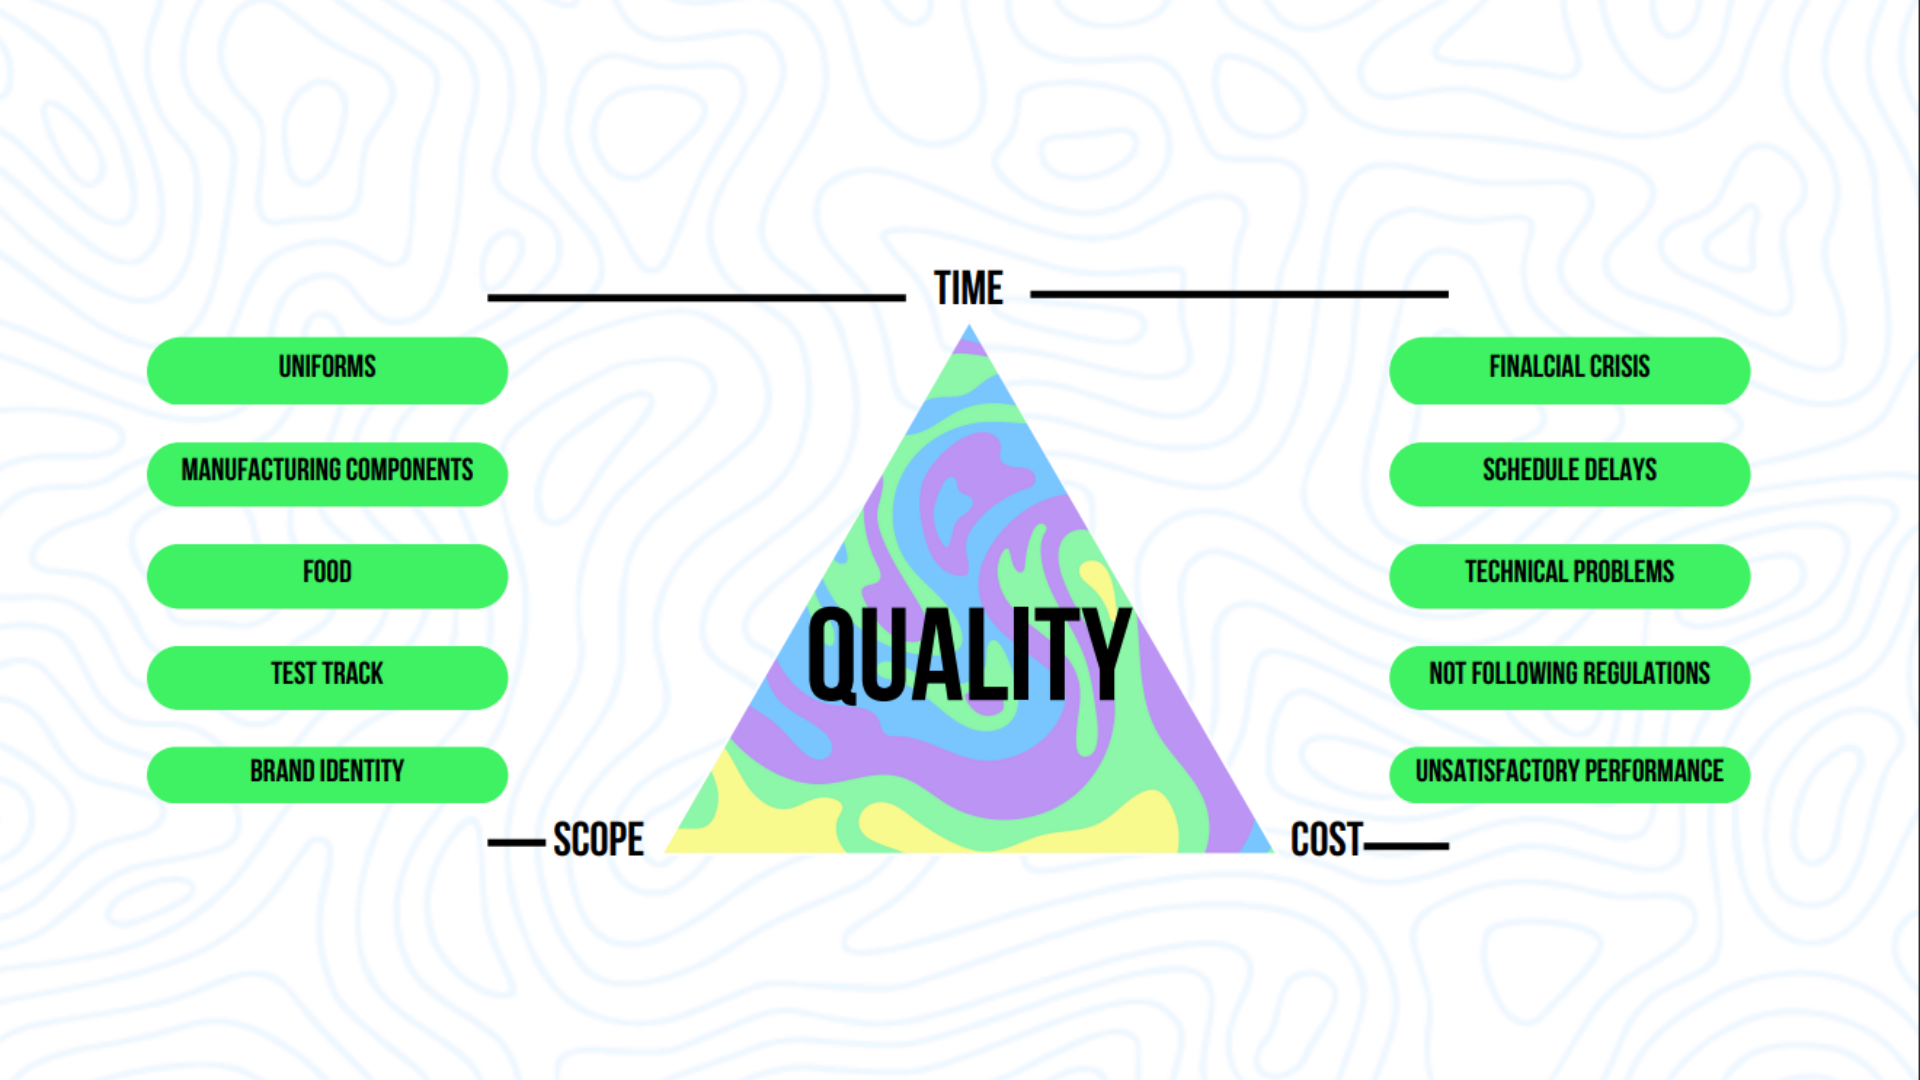 TIME
UNIFORMS
MANUFACTURING COMPONENTS
FOOD
TEST TRACK
BRAND IDENTITY
QUALITY
FINALCIAL CRISIS
SCHEDULE DELAYS
TECHNICAL PROBLEMS
NOT FOLLOWING REGULATIONS
UNSATISFACTORY PERFORMANCE
SCOPE
COST